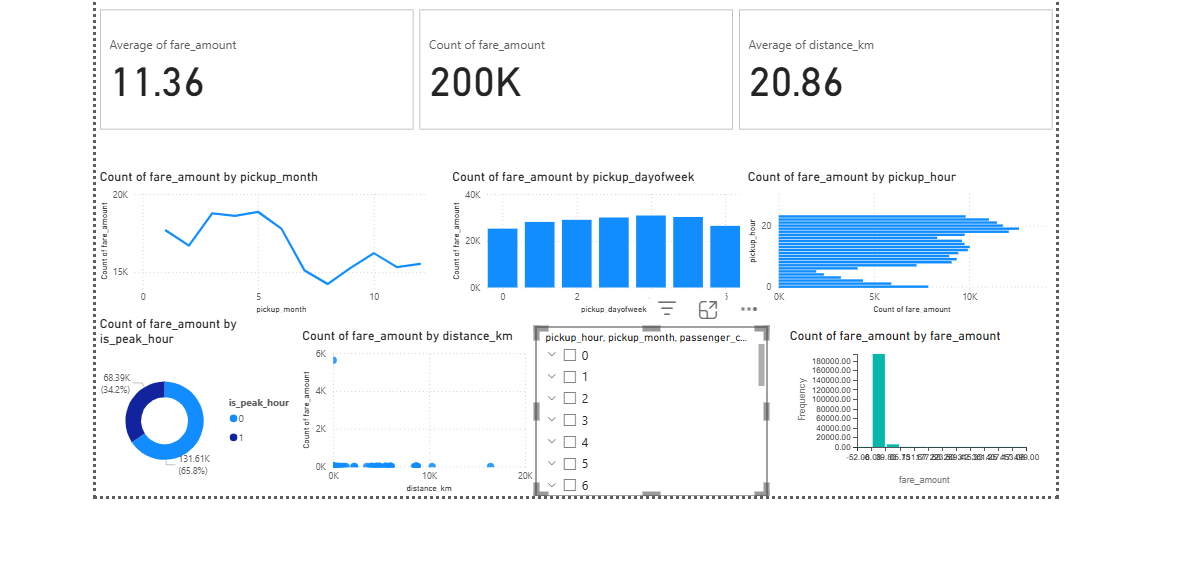 Average of fare_amount
11.36
Count of fare_amount
200K
Average of distance_km
20.86
Count of fare_amount by pickup_month
20K
15K
Count of fare_amount
0
5
10
pickup_month
Count of fare_amount by pickup_dayofweek
40K
20K
0K
Count of fare_amount
0
2
pickup_dayofweek
Count of fare_amount by pickup_hour
20
0
pickup_hour
0K
5K
10K
Count of fare_amount
Count of fare_amount by
is_peak_hour
68.39K
(34.2%)
131.61K
(65.8%)
is_peak_hour
0
1
Count of fare_amount by distance_km
6K
4K
2K
0K
Count of fare_amount
0K
10K
20K
distance_km
pickup_hour, pickup_month, passenger_c...
0
1
2
3
4
5
6
Count of fare_amount by fare_amount
180000.00
160000.00
140000.00
120000.00
100000.00
80000.00
60000.00
40000.00
20000.00
0.00
Frequency
fare_amount